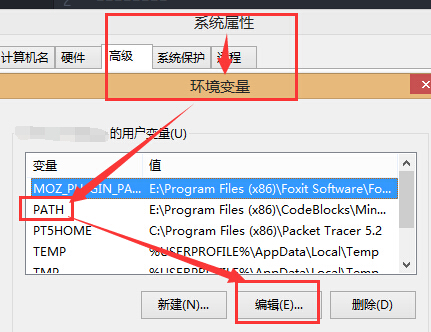 2
系统属性
计算机名 硬件 高级 系统保护 远程
环境变量
的用户变量(U)
变量 值
MOZ_PLUGIN_PA... E:\Program Files (x86)\Foxit Software\Fo...
PATH E:\Program Files (x86)\CodeBlocks\Min...
PT5HOME C:\Program Files (x86)\Packet Tracer 5.2
TEMP %USERPROFILE%\AppData\Local\Temp
TMP %USERPROFILE%\AppData\Local\Temp
新建(N)... 编辑(E)... 删除(D)